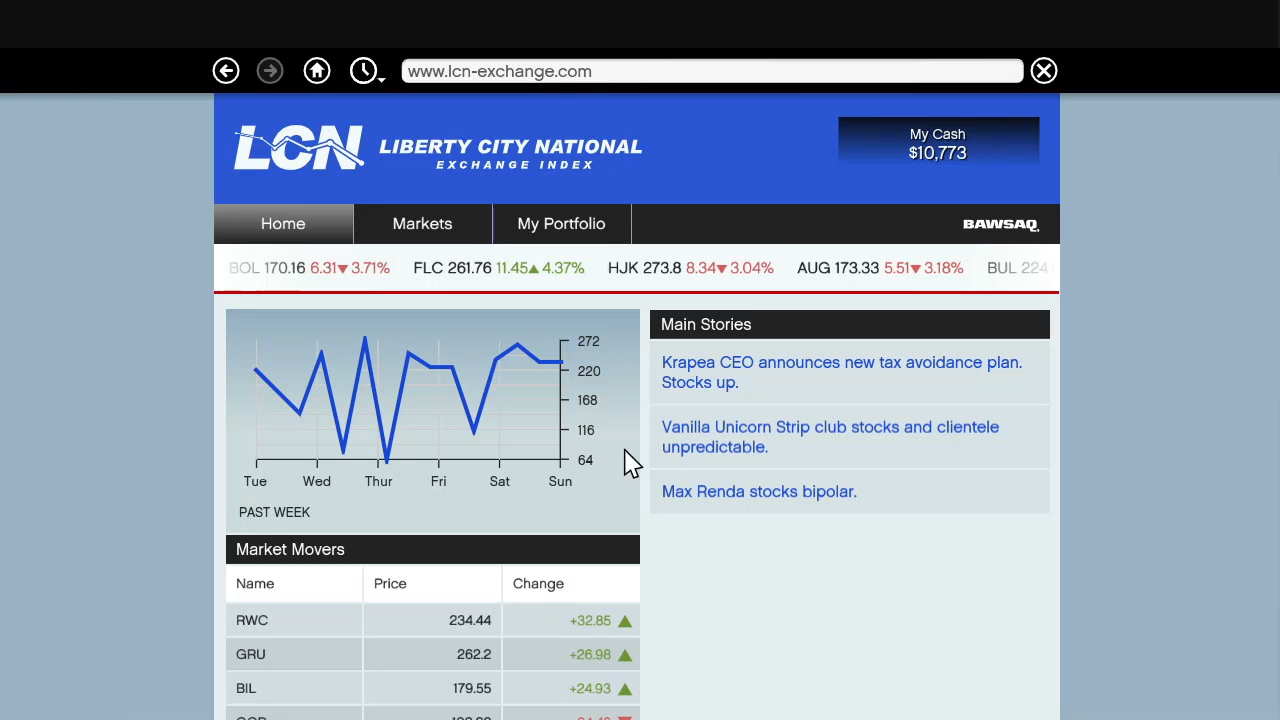 www.lcn-exchange.com
LCN LIBERTY CITY NATIONAL
EXCHANGE INDEX
My Cash
$10,773
Home Markets My Portfolio BAWSAQ
BOL 170.16 6.31▼3.71% FLC 261.76 11.45▲4.37% HJK 273.8 8.34▼3.04% AUG 173.33 5.51▼3.18% BUL 224
272
220
168
116
64
Tue Wed Thur Fri Sat Sun
PAST WEEK
Main Stories
Krapea CEO announces new tax avoidance plan.
Stocks up.
Vanilla Unicorn Strip club stocks and clientele
unpredictable.
Max Renda stocks bipolar.
Market Movers
Name Price Change
RWC 234.44 +32.85 ▲
GRU 262.2 +26.98 ▲
BIL 179.55 +24.93 ▲